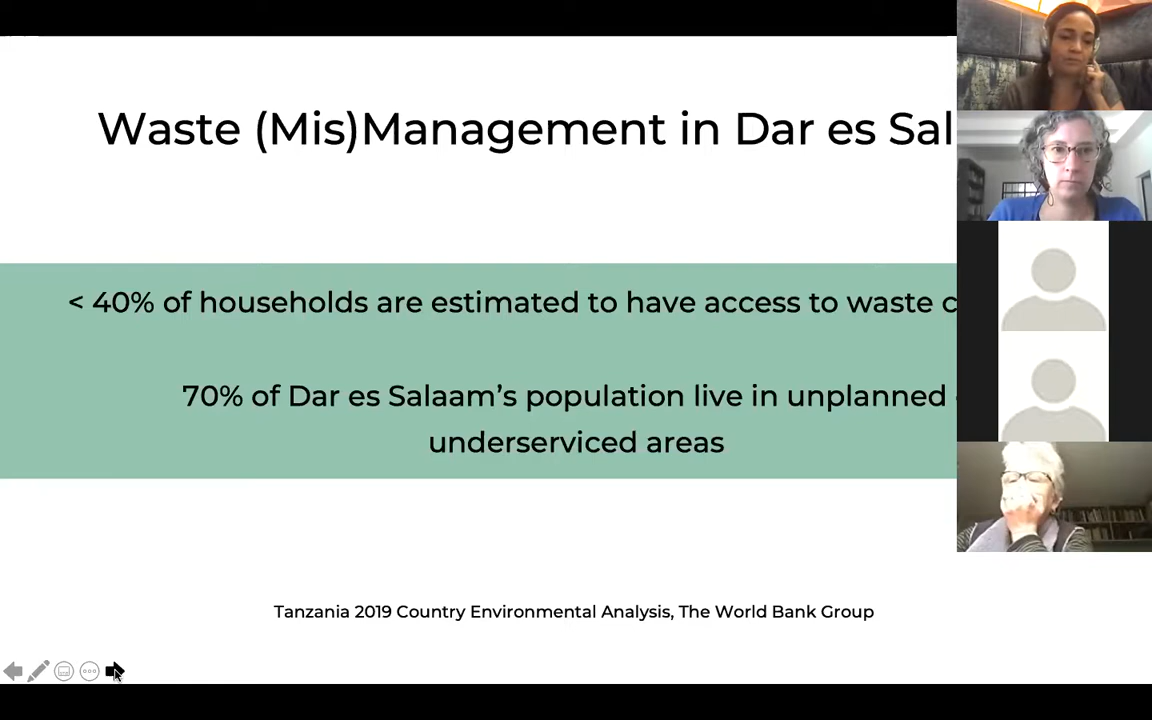 Waste (Mis)Management in Dar es Sal
< 40% of households are estimated to have access to waste c
70% of Dar es Salaam's population live in unplanned
underserviced areas
Tanzania 2019 Country Environmental Analysis, The World Bank Group